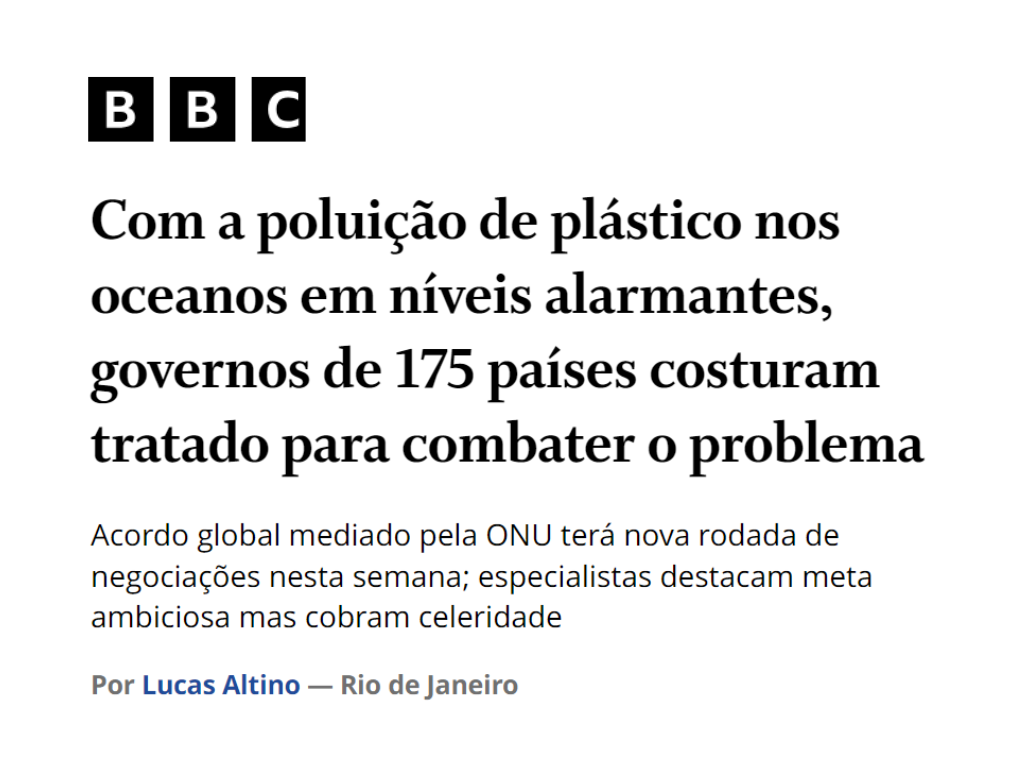 BBC
Com a poluição de plástico nos
oceanos em níveis alarmantes,
governos de 175 países costuram
tratado para combater o problema
Acordo global mediado pela ONU terá nova rodada de
negociações nesta semana; especialistas destacam meta
ambiciosa mas cobram celeridade
Por Lucas Altino — Rio de Janeiro